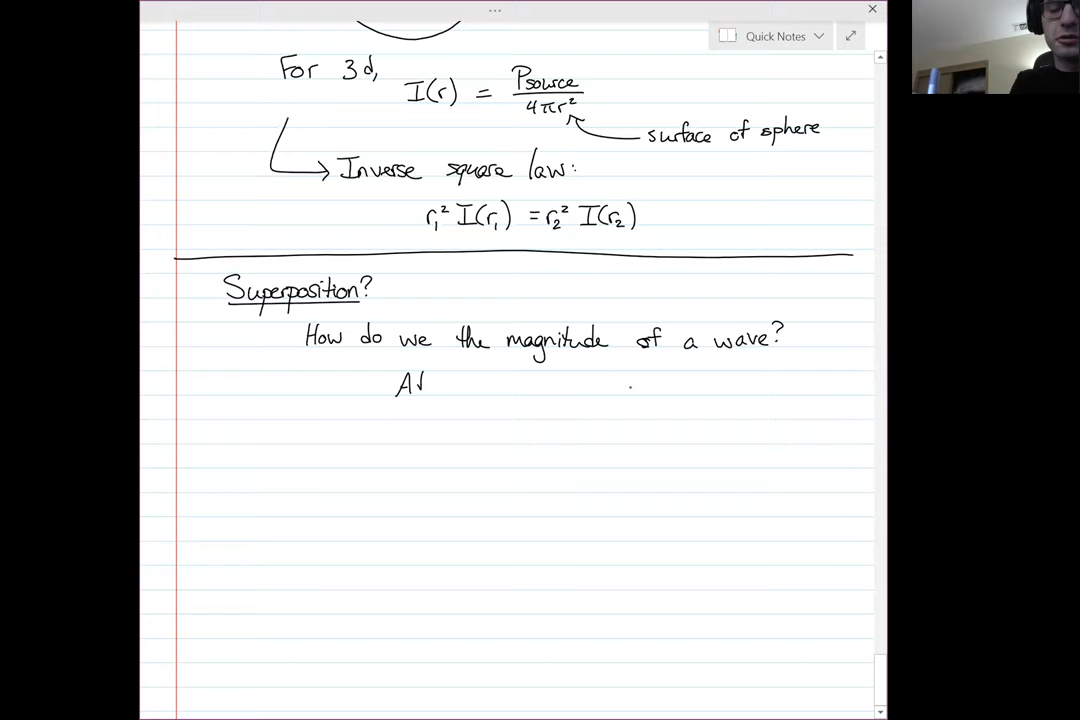 Quick Notes
For 3d, I(r) = Psource / 4πr²
surface of sphere
Inverse square law:
r₁² I(r₁) = r₂² I(r₂)
Superposition?
How do we the magnitude of a wave?